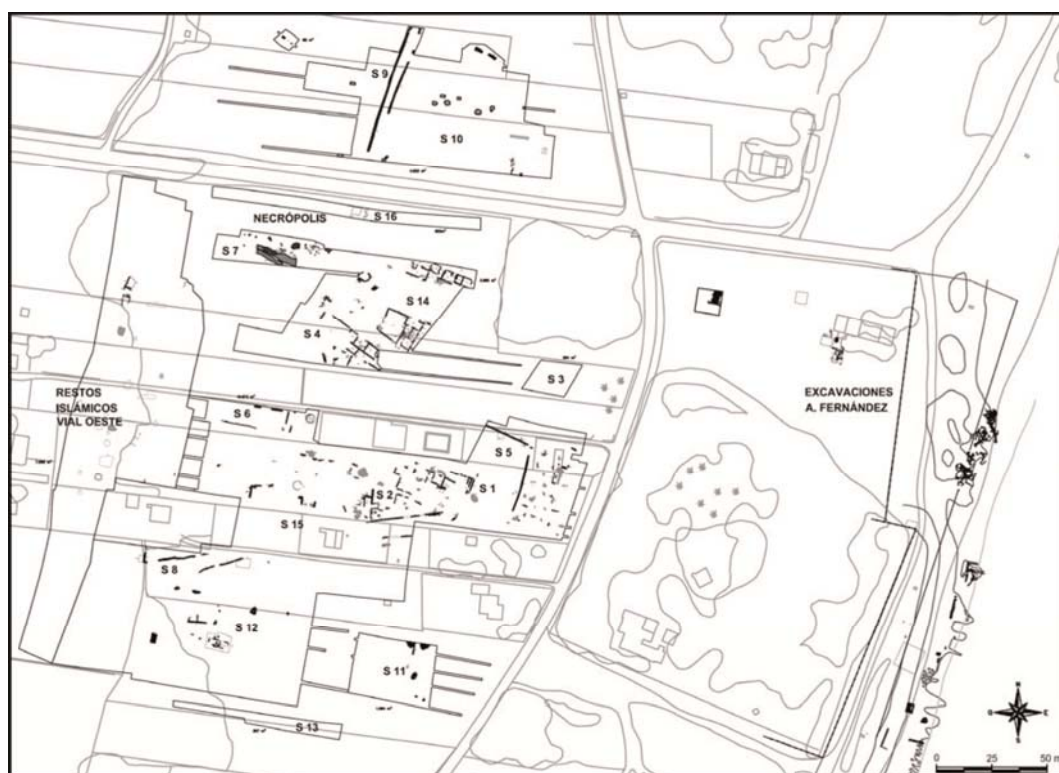 S 9
S 10
NECRÓPOLIS
S 16
S 7
S 14
S 4
S 3
RESTOS
ISLÁMICOS
VIAL OESTE
EXCAVACIONES
A. FERNÁNDEZ
S 6
S 5
S 2
S 1
S 15
S 8
S 12
S 11
S 13
N
E
S
O
0 25 50 m